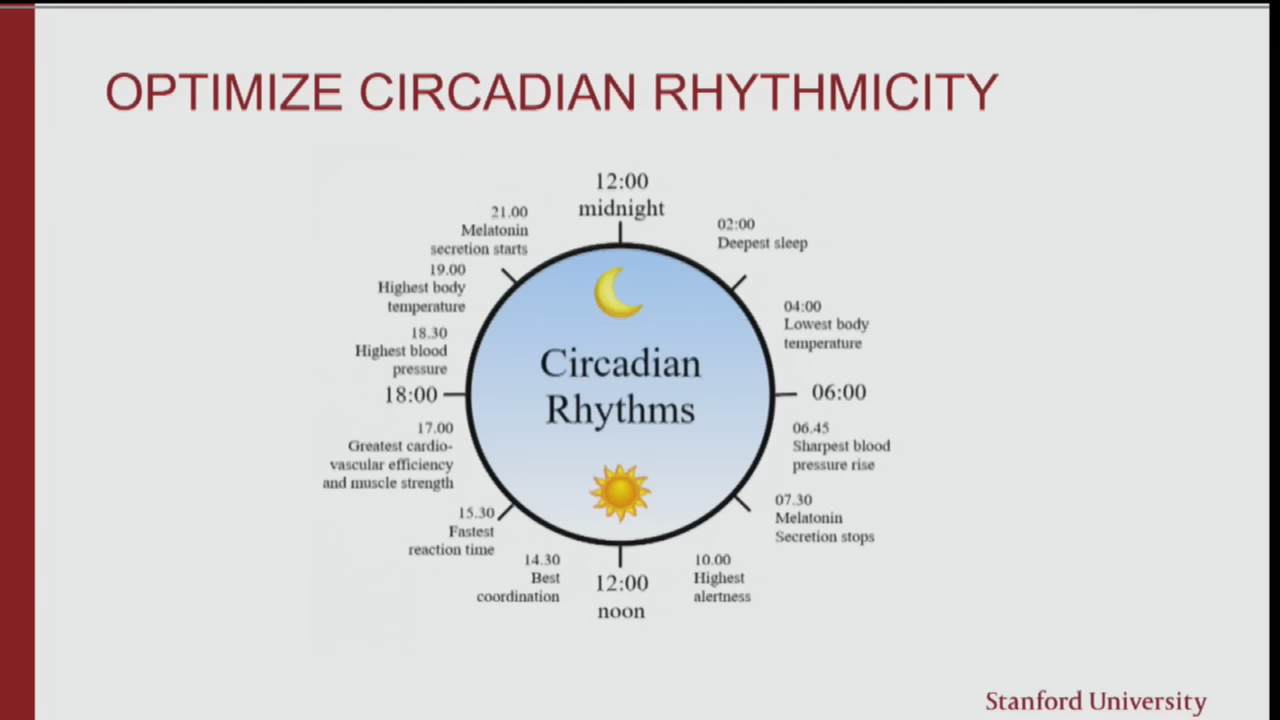 OPTIMIZE CIRCADIAN RHYTHMICITY
12:00
midnight
02:00
Deepest sleep
04:00
Lowest body
temperature
06:00
06.45
Sharpest blood
pressure rise
07.30
Melatonin
Secretion stops
10.00
Highest
alertness
12:00
noon
14.30
Best
coordination
15.30
Fastest
reaction time
17.00
Greatest cardio-
vascular efficiency
and muscle strength
18:00
18.30
Highest blood
pressure
19.00
Highest body
temperature
21.00
Melatonin
secretion starts
Circadian
Rhythms
Stanford University